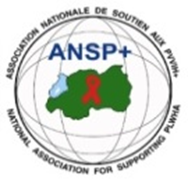 ASSOCIATION NATIONALE DE SOUTIEN AUX PVVIH+
ANSP+
NATIONAL ASSOCIATION FOR SUPPORTING PLWHA